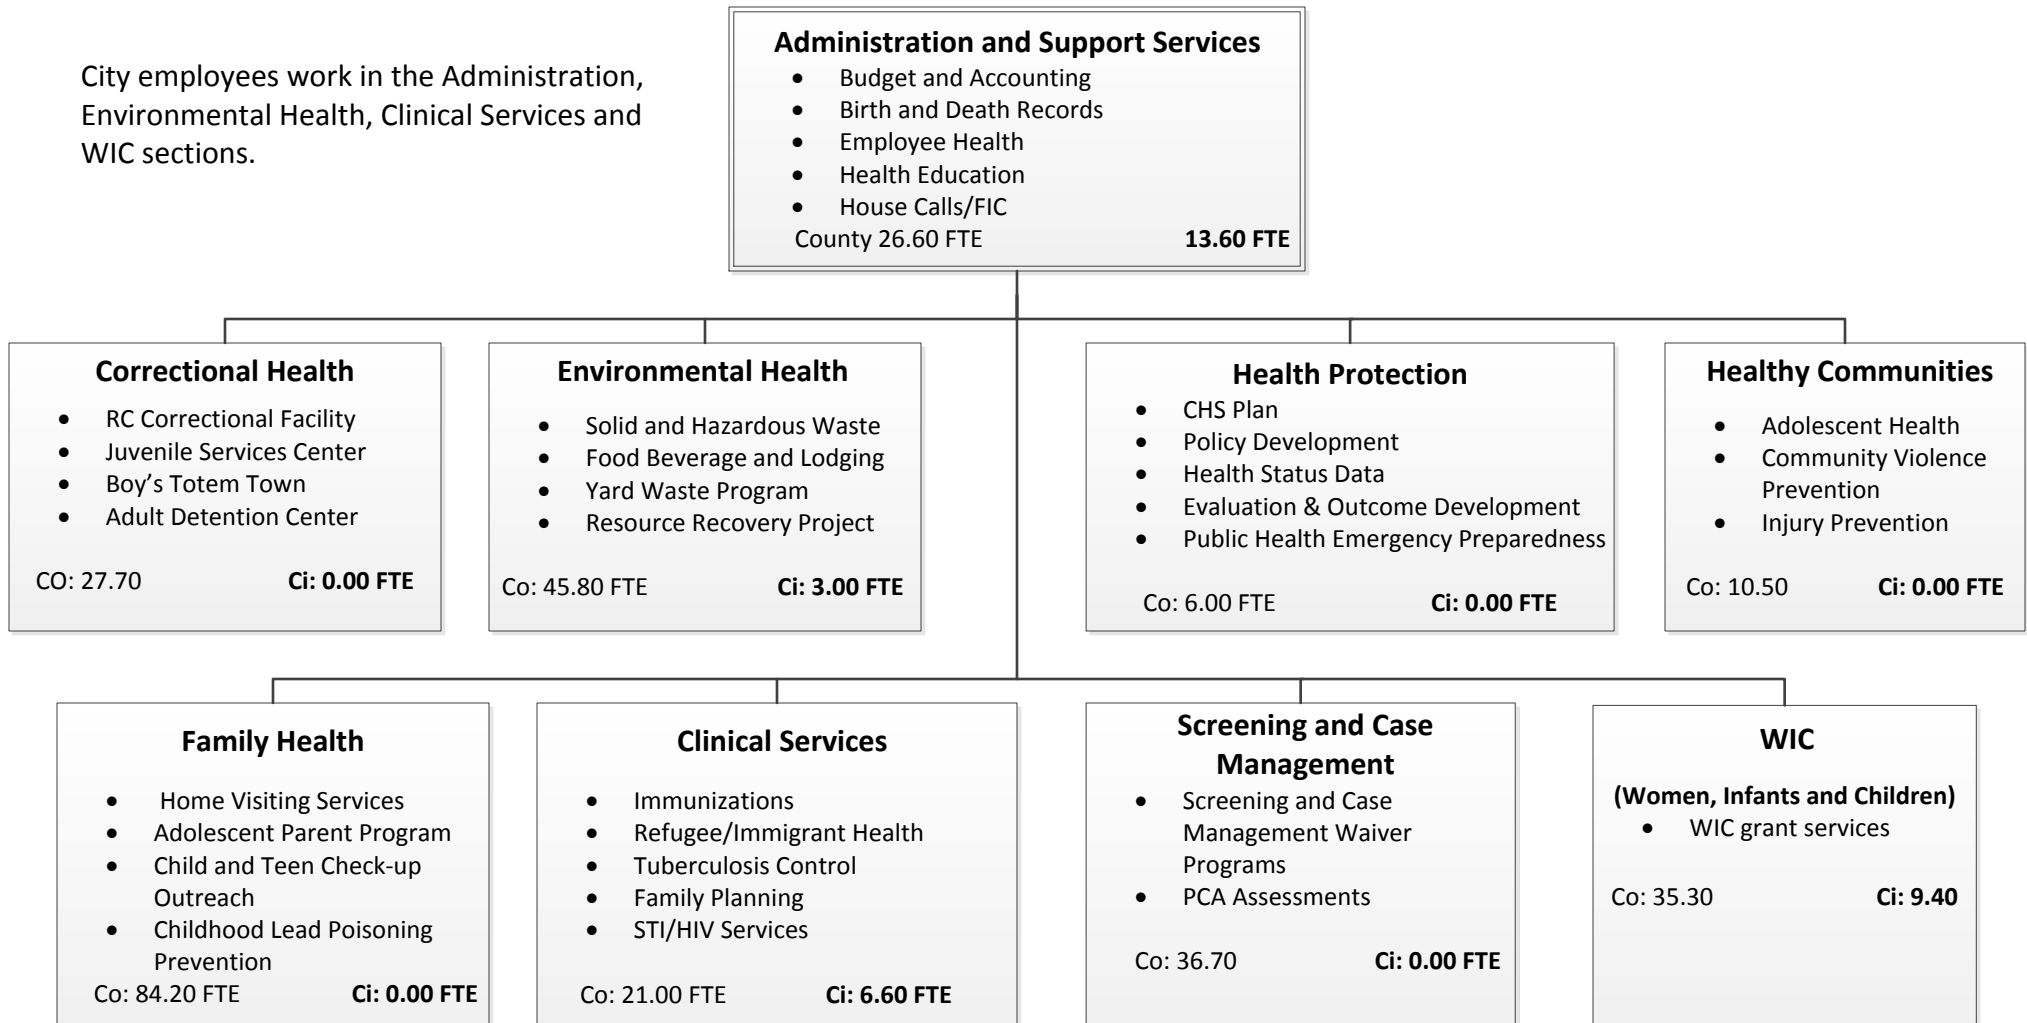 City employees work in the Administration,
Environmental Health, Clinical Services and
WIC sections.
Administration and Support Services
• Budget and Accounting
• Birth and Death Records
• Employee Health
• Health Education
• House Calls/FIC
County 26.60 FTE 13.60 FTE
Correctional Health
• RC Correctional Facility
• Juvenile Services Center
• Boy’s Totem Town
• Adult Detention Center
CO: 27.70 Ci: 0.00 FTE
Environmental Health
• Solid and Hazardous Waste
• Food Beverage and Lodging
• Yard Waste Program
• Resource Recovery Project
Co: 45.80 FTE Ci: 3.00 FTE
Health Protection
• CHS Plan
• Policy Development
• Health Status Data
• Evaluation & Outcome Development
• Public Health Emergency Preparedness
Co: 6.00 FTE Ci: 0.00 FTE
Healthy Communities
• Adolescent Health
• Community Violence
Prevention
• Injury Prevention
Co: 10.50 Ci: 0.00 FTE
Family Health
• Home Visiting Services
• Adolescent Parent Program
• Child and Teen Check-up
Outreach
• Childhood Lead Poisoning
Prevention
Co: 84.20 FTE Ci: 0.00 FTE
Clinical Services
• Immunizations
• Refugee/Immigrant Health
• Tuberculosis Control
• Family Planning
• STI/HIV Services
Co: 21.00 FTE Ci: 6.60 FTE
Screening and Case
Management
• Screening and Case
Management Waiver
Programs
• PCA Assessments
Co: 36.70 Ci: 0.00 FTE
WIC
(Women, Infants and Children)
• WIC grant services
Co: 35.30 Ci: 9.40